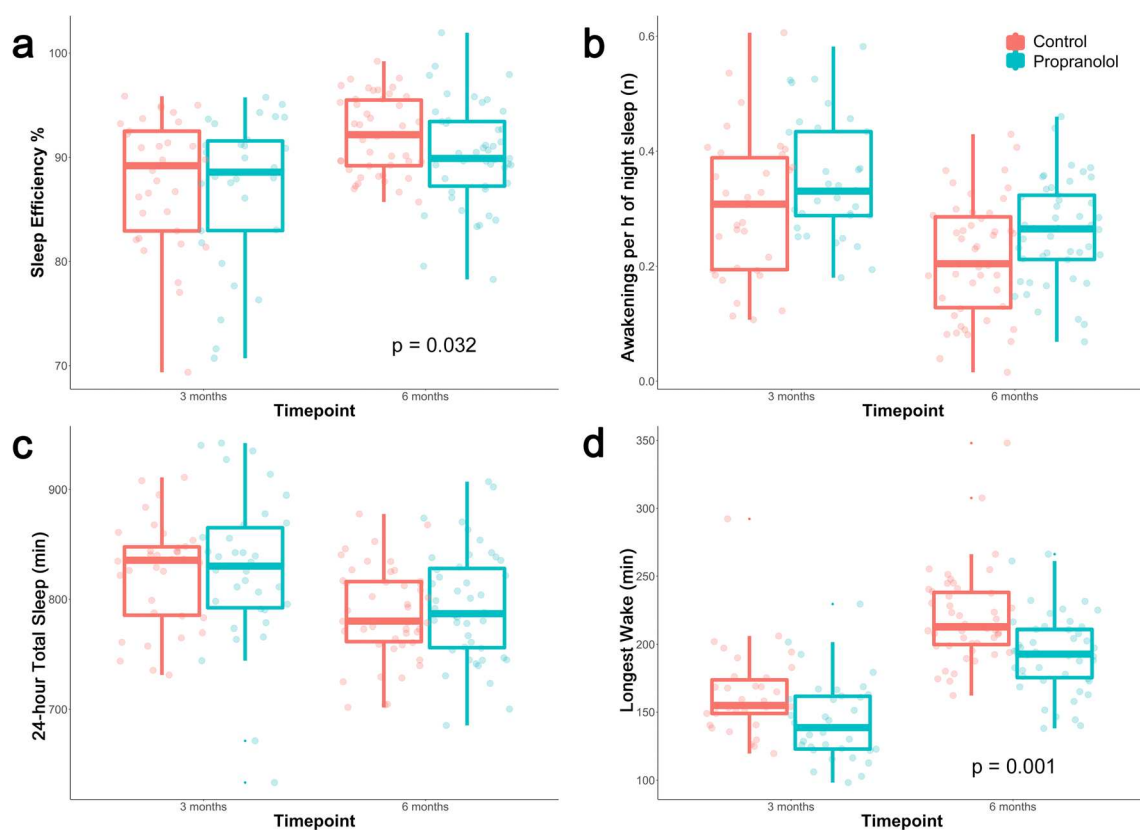 a
Sleep Efficiency %
100
90
80
70
p = 0.032
3 months
6 months
Timepoint
b
Awakenings per h of night sleep (n)
0.6
0.4
0.2
0.0
Control
Propranolol
3 months
6 months
Timepoint
c
24-hour Total Sleep (min)
900
800
700
3 months
6 months
Timepoint
d
Longest Wake (min)
350
300
250
200
150
100
p = 0.001
3 months
6 months
Timepoint